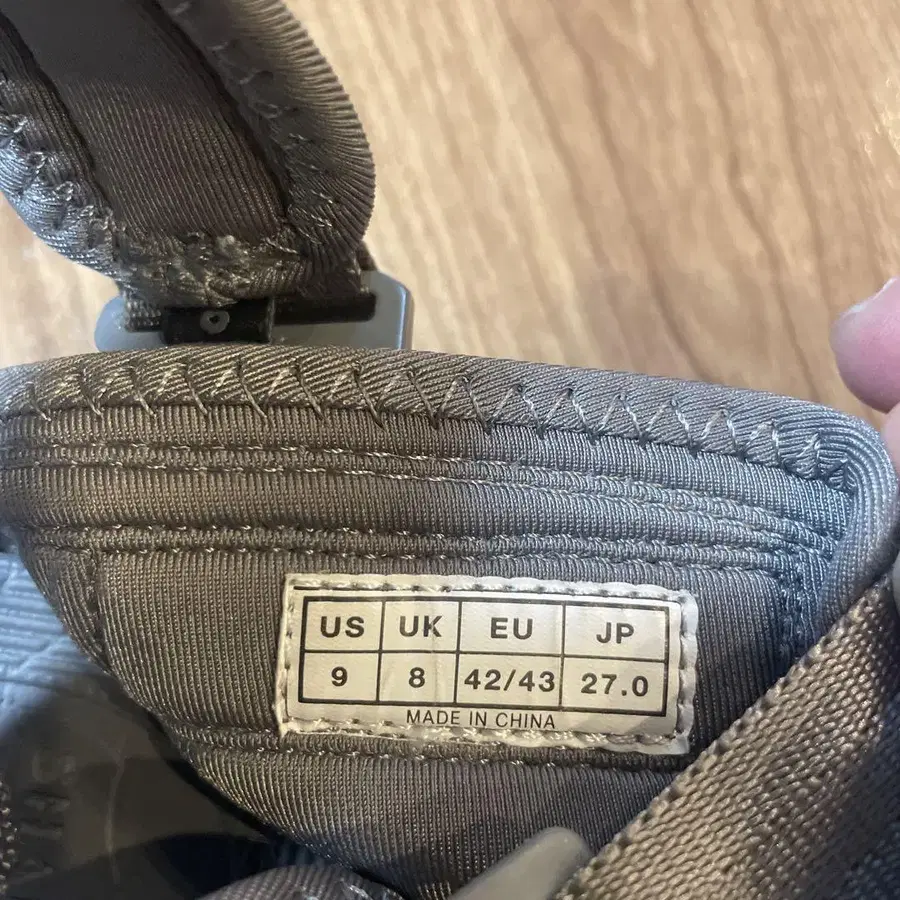 US UK EU JP
9 8 42/43 27.0
MADE IN CHINA